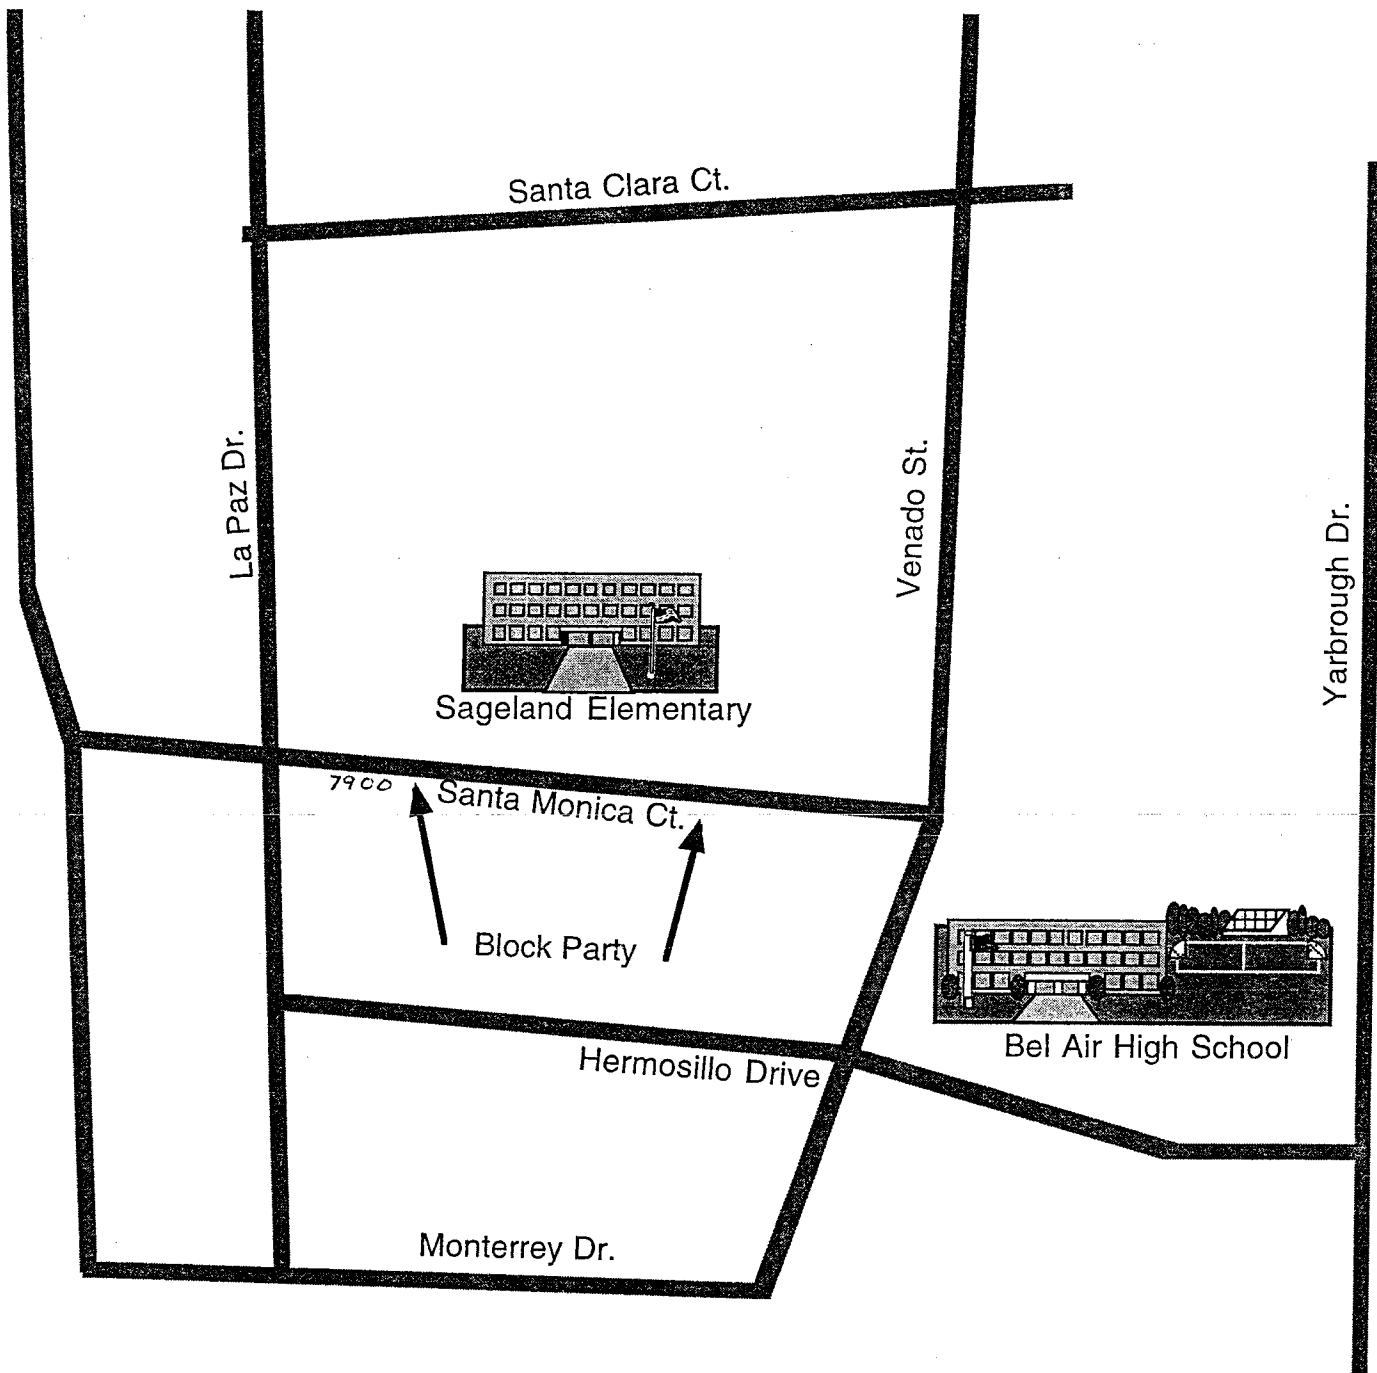 Santa Clara Ct.
La Paz Dr.
Venado St.
Yarbrough Dr.
Sageland Elementary
7900
Santa Monica Ct.
Block Party
Bel Air High School
Hermosillo Drive
Monterrey Dr.